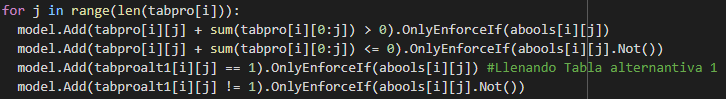 for j in range(len(tabpro[i])):
model.Add(tabpro[i][j] + sum(tabpro[i][0:j]) > 0).OnlyEnforceIf(abools[i][j])
model.Add(tabpro[i][j] + sum(tabpro[i][0:j]) <= 0).OnlyEnforceIf(abools[i][j].Not())
model.Add(tabproalt1[i][j] == 1).OnlyEnforceIf(abools[i][j]) #Llenando Tabla alternantiva 1
model.Add(tabproalt1[i][j] != 1).OnlyEnforceIf(abools[i][j].Not())